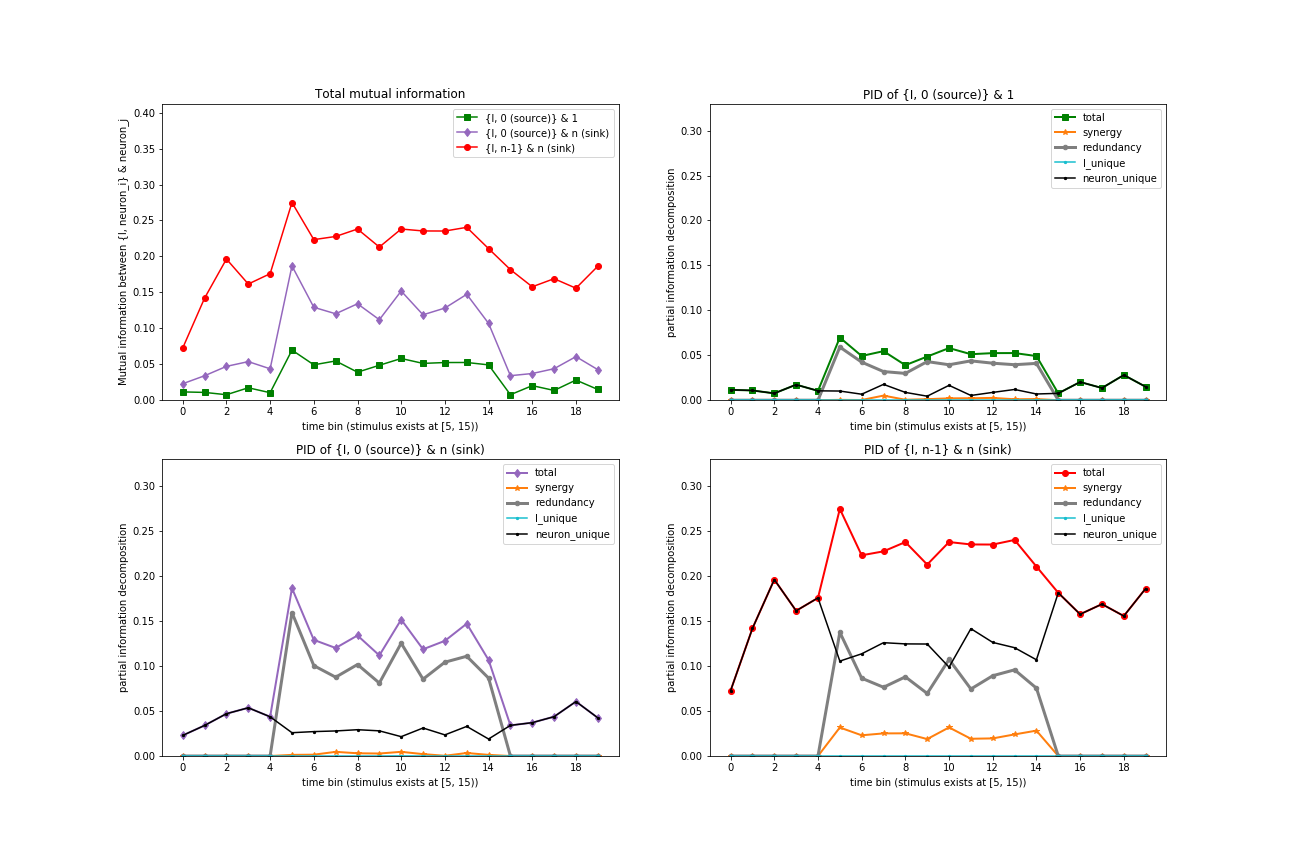 Total mutual information
Mutual information between {I, neuron_i} & neuron_j
0.40
0.35
0.30
0.25
0.20
0.15
0.10
0.05
0.00
{I, 0 (source)} & 1
{I, 0 (source)} & n (sink)
{I, n-1} & n (sink)
0 2 4 6 8 10 12 14 16 18
time bin (stimulus exists at [5, 15))
PID of {I, 0 (source)} & 1
partial information decomposition
0.30
0.25
0.20
0.15
0.10
0.05
0.00
total
synergy
redundancy
I_unique
neuron_unique
0 2 4 6 8 10 12 14 16 18
time bin (stimulus exists at [5, 15))
PID of {I, 0 (source)} & n (sink)
partial information decomposition
0.30
0.25
0.20
0.15
0.10
0.05
0.00
total
synergy
redundancy
I_unique
neuron_unique
0 2 4 6 8 10 12 14 16 18
time bin (stimulus exists at [5, 15))
PID of {I, n-1} & n (sink)
partial information decomposition
0.30
0.25
0.20
0.15
0.10
0.05
0.00
total
synergy
redundancy
I_unique
neuron_unique
0 2 4 6 8 10 12 14 16 18
time bin (stimulus exists at [5, 15))